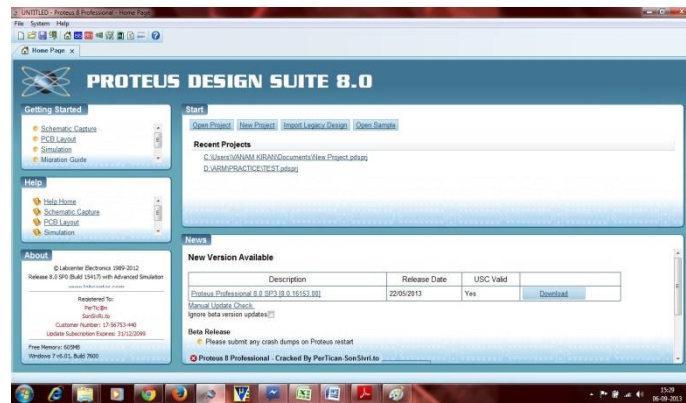 UNTITLED - Proteus 8 Professional - Home Page
File System Help
Home Page x
PROTEUS DESIGN SUITE 8.0
Getting Started
Schematic Capture
PCB Layout
Simulation
Migration Guide
Start
Open Project New Project Import Legacy Design Open Sample
Recent Projects
C:\Users\VANAM KIRAN\Documents\New Project.pdsprj
D:\ARM\PRACTICE\TEST.pdsprj
Help
Help Home
Schematic Capture
PCB Layout
Simulation
News
New Version Available
Description Release Date USC Valid
Proteus Professional 8.0 SP3 [8.0.16153.00] 22/05/2013 Yes Download
Manual Update Check
Ignore beta version updates
Beta Release
Please submit any crash dumps on Proteus restart
Proteus 8 Professional - Cracked By PerTican-SonSivri.to
About
© Labcenter Electronics 1989-2012
Release 8.0 SP0 (Build 15417) with Advanced Simulation
Registered To:
SonSivri.to
Customer Number: 17-56753-440
Update Subscription Expires: 31/12/2099
Free Memory: 605MB
Windows 7 v6.01, Build 7600
15:29
06-09-2013